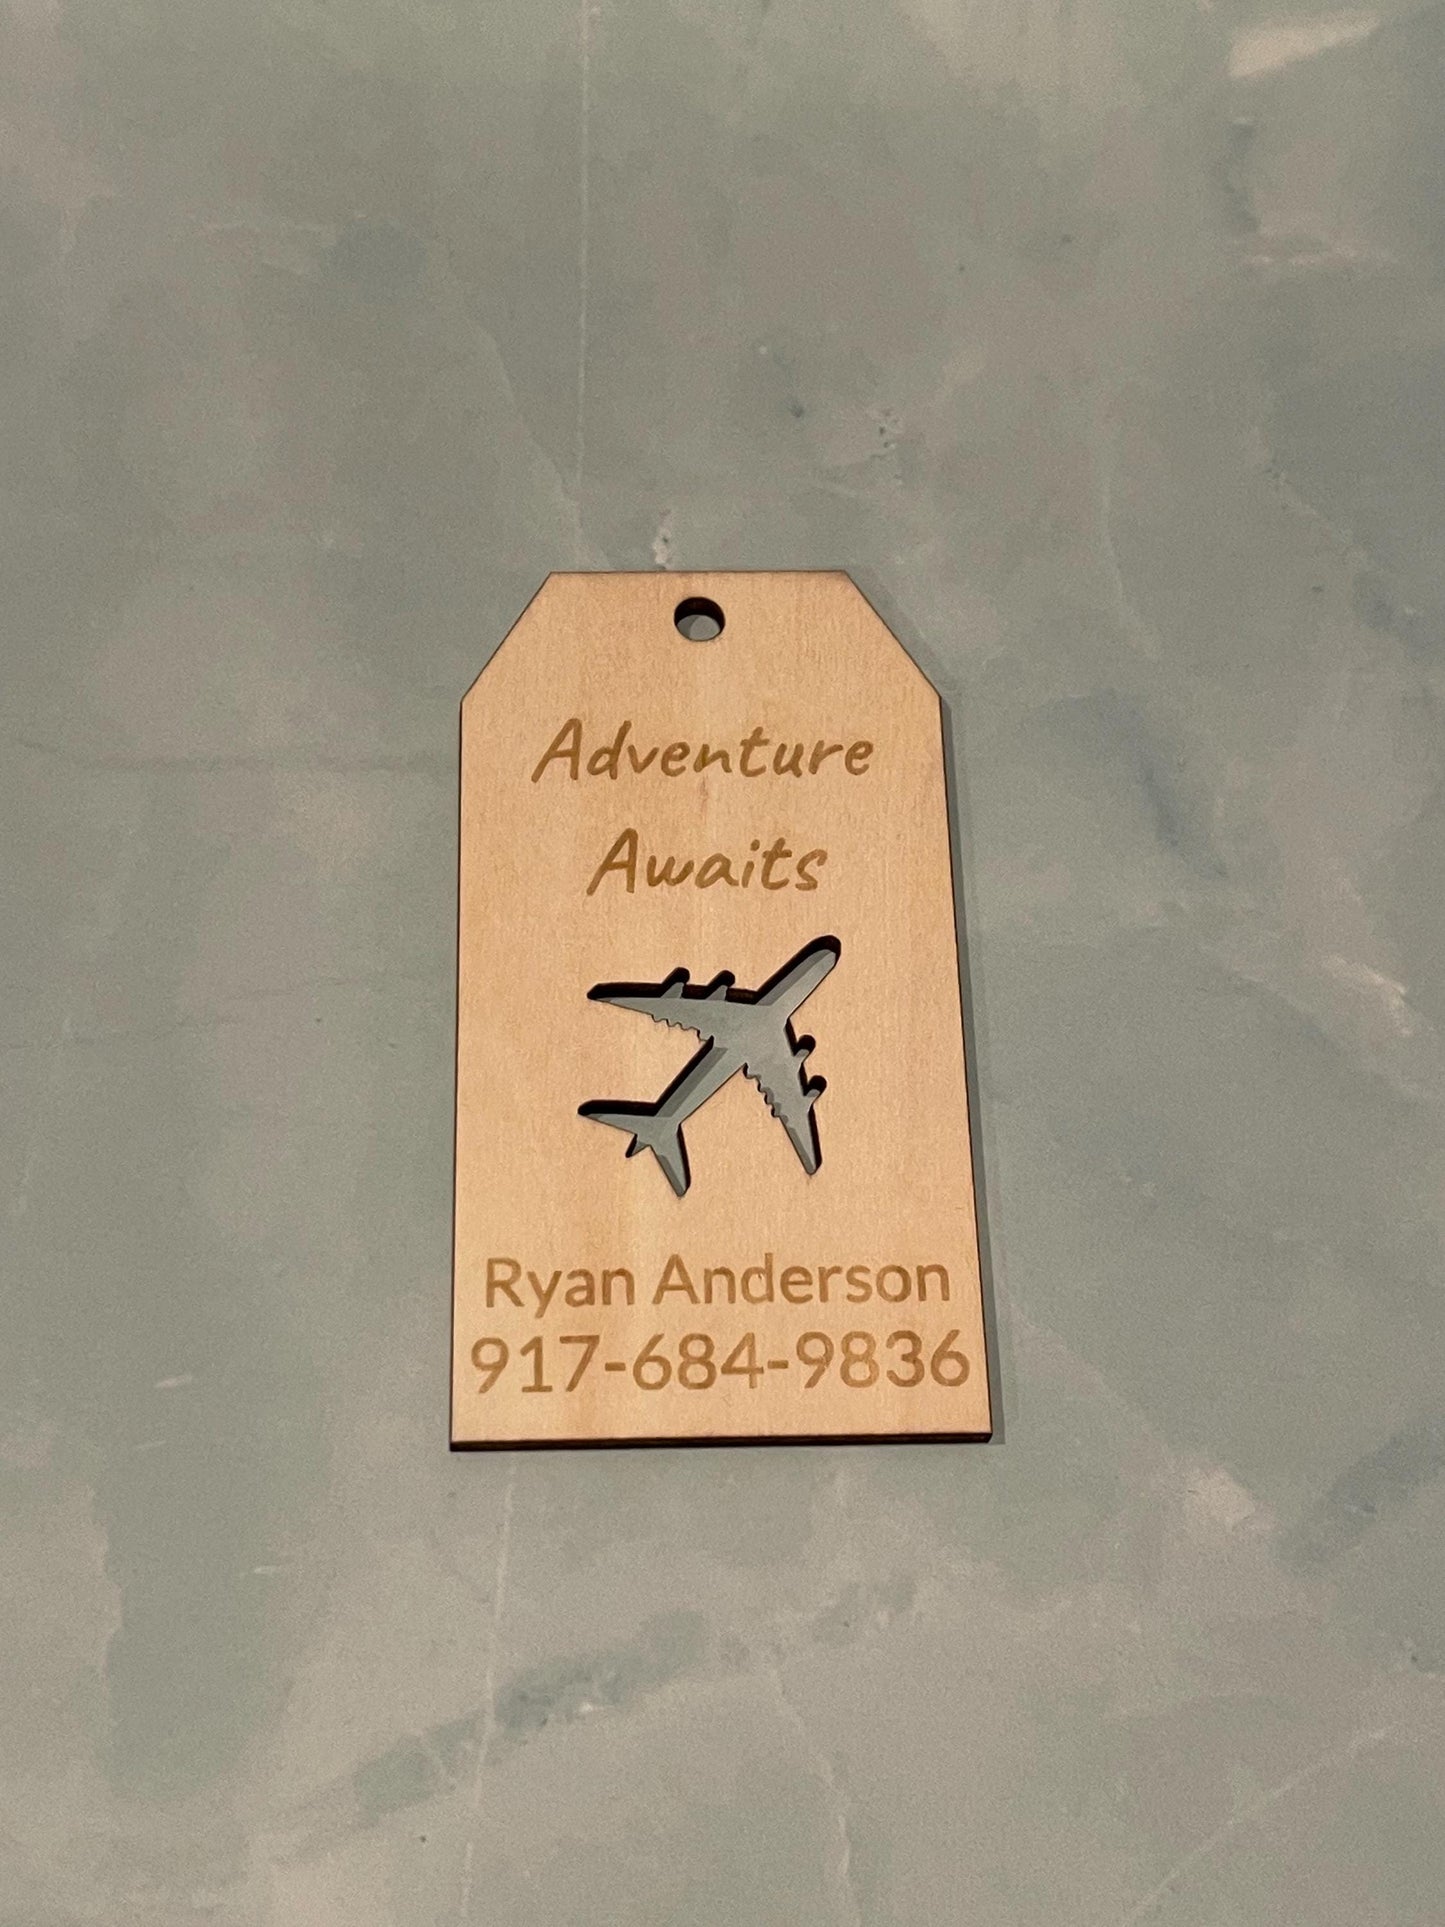 Adventure
Awaits
Ryan Anderson
917-684-9836